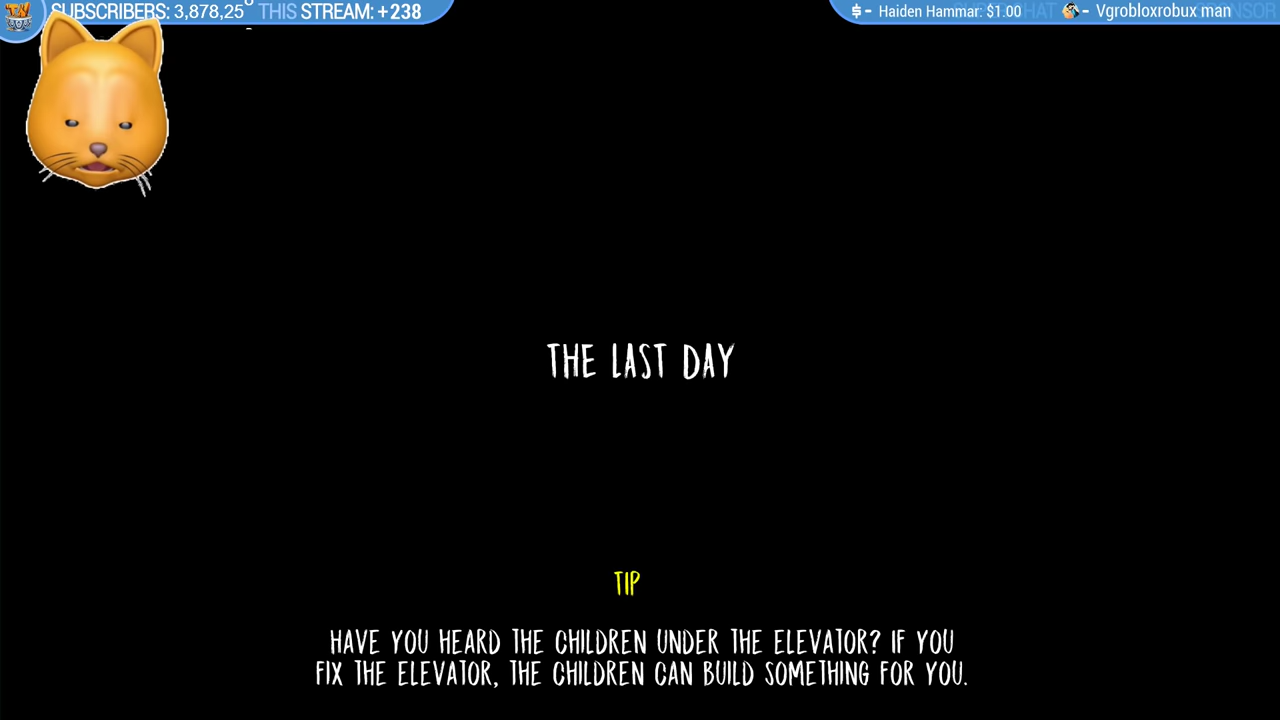 SUBSCRIBERS: 3,878,25 THIS STREAM: +238
$- Haiden Hammar: $1.00 - Vgrobloxrobux man
THE LAST DAY
TIP
HAVE YOU HEARD THE CHILDREN UNDER THE ELEVATOR? IF YOU
FIX THE ELEVATOR, THE CHILDREN CAN BUILD SOMETHING FOR YOU.